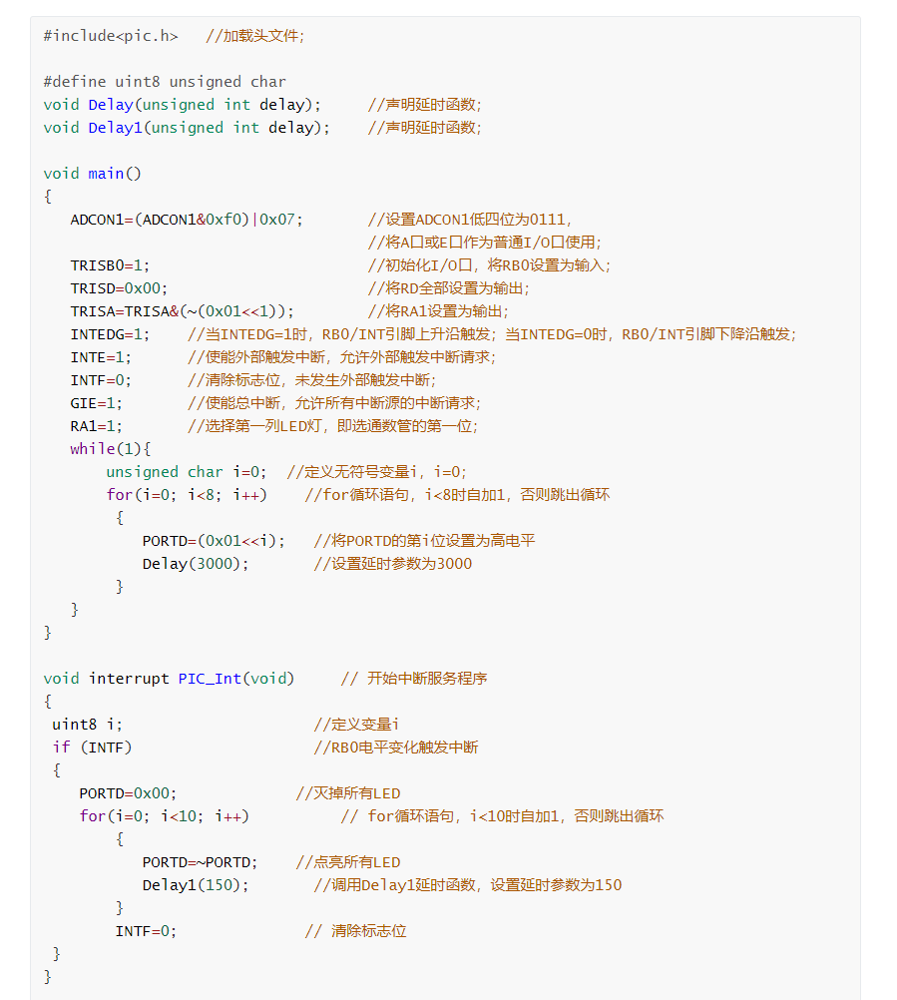 #include<pic.h>   //加载头文件;
#define uint8 unsigned char
void Delay(unsigned int delay);     //声明延时函数;
void Delay1(unsigned int delay);    //声明延时函数;
void main()
{
   ADCON1=(ADCON1&0xf0)|0x07;       //设置ADCON1低四位为0111,
                                    //将A口或E口作为普通I/O口使用;
   TRISB0=1;                        //初始化I/O口，将RB0设置为输入;
   TRISD=0x00;                      //将RD全部设置为输出;
   TRISA=TRISA&(~(0x01<<1));        //将RA1设置为输出;
   INTEDG=1;    //当INTEDG=1时，RB0/INT引脚上升沿触发；当INTEDG=0时，RB0/INT引脚下降沿触发;
   INTE=1;      //使能外部触发中断，允许外部触发中断请求;
   INTF=0;      //清除标志位，未发生外部触发中断;
   GIE=1;       //使能总中断，允许所有中断源的中断请求;
   RA1=1;       //选择第一列LED灯，即选通数管的第一位;
   while(1){
       unsigned char i=0;  //定义无符号变量i，i=0;
       for(i=0; i<8; i++)    //for循环语句，i<8时自加1，否则跳出循环
        {
           PORTD=(0x01<<i);   //将PORTD的第i位设置为高电平
           Delay(3000);       //设置延时参数为3000
        }
   }
}
void interrupt PIC_Int(void)     // 开始中断服务程序
{
 uint8 i;                     //定义变量i
 if (INTF)                    //RB0电平变化触发中断
 {
    PORTD=0x00;             //灭掉所有LED
    for(i=0; i<10; i++)          // for循环语句，i<10时自加1，否则跳出循环
        {
           PORTD=~PORTD;    //点亮所有LED
           Delay1(150);       //调用Delay1延时函数，设置延时参数为150
        }
        INTF=0;              // 清除标志位
 }
}